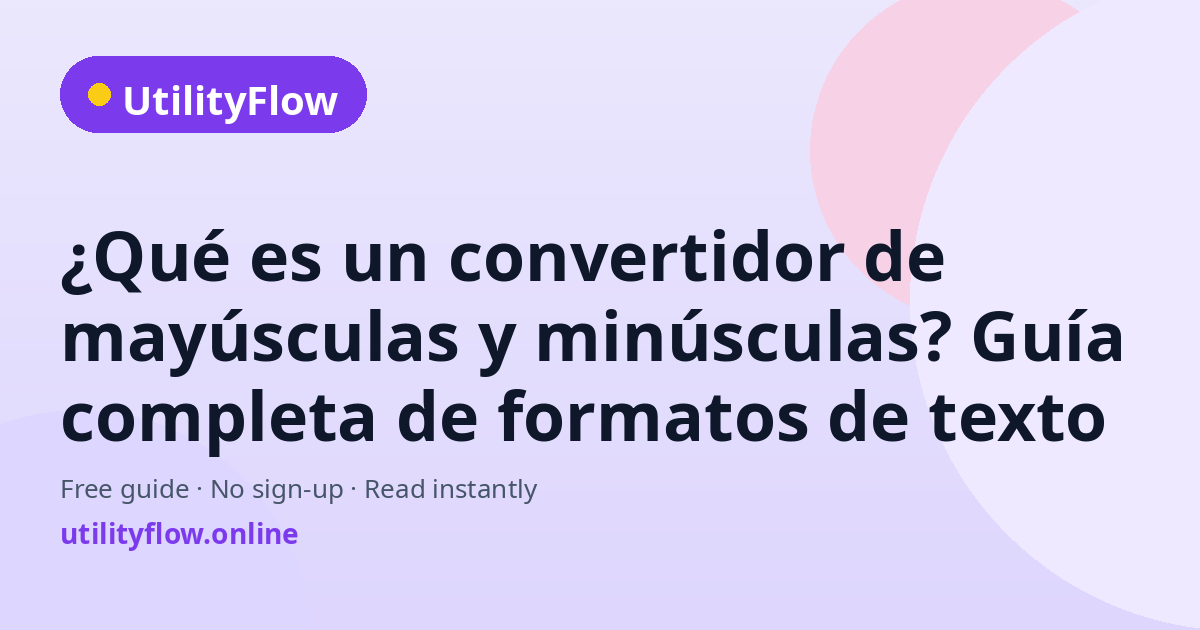 UtilityFlow
¿Qué es un convertidor de
mayúsculas y minúsculas? Guía
completa de formatos de texto
Free guide · No sign-up · Read instantly
utilityflow.online